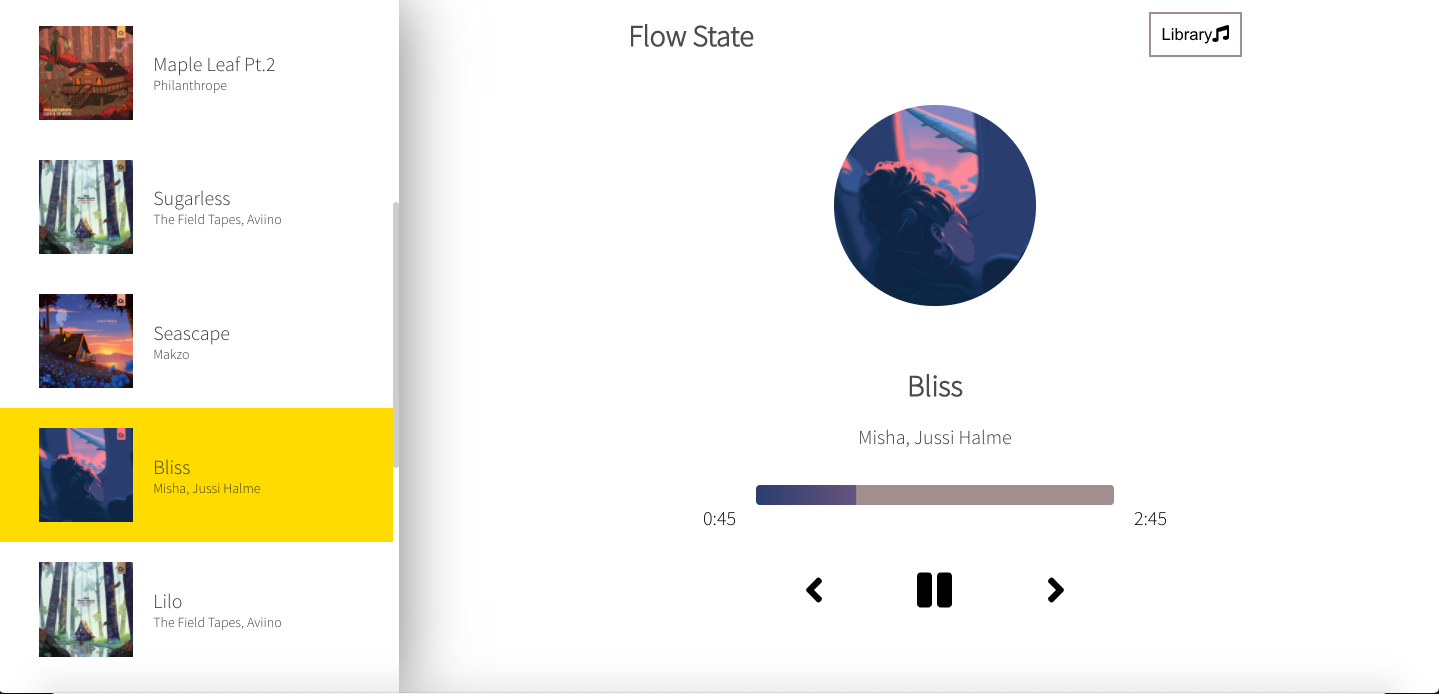 Maple Leaf Pt.2
Philanthrope
Sugarless
The Field Tapes, Aviino
Seascape
Makzo
Bliss
Misha, Jussi Halme
Lilo
The Field Tapes, Aviino
Flow State
Library
Bliss
Misha, Jussi Halme
0:45
2:45